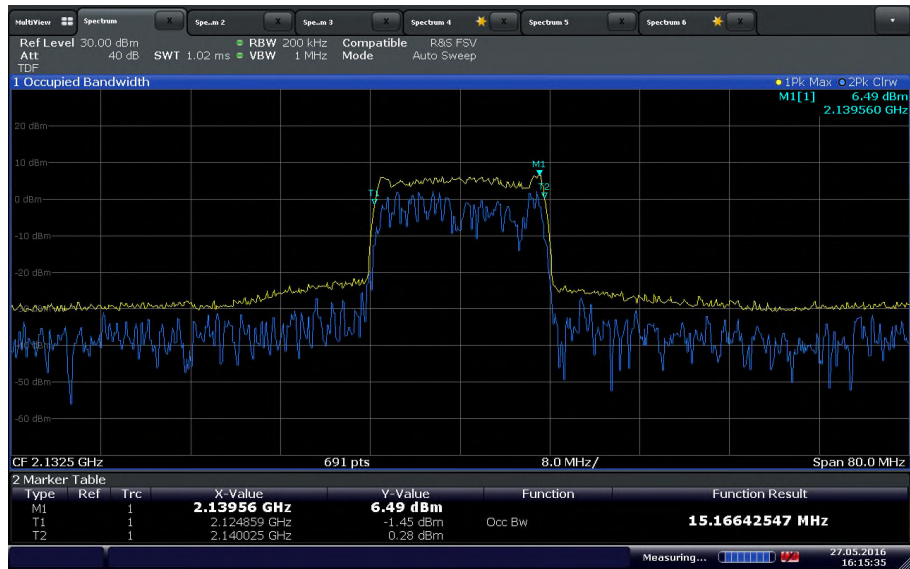 MultiView Spectrum X Spe...m 2 X Spe...m 3 X Spectrum 4 X Spectrum 5 X Spectrum 6 X
Ref Level 30.00 dBm RBW 200 kHz Compatible R&S FSV
Att 40 dB SWT 1.02 ms VBW 1 MHz Mode Auto Sweep
TDF
1 Occupied Bandwidth 1Pk Max 2Pk Clrw
M1[1] 6.49 dBm
2.139560 GHz
20 dBm
10 dBm
M1
T1 T2
0 dBm
-10 dBm
-20 dBm
-50 dBm
-60 dBm
CF 2.1325 GHz 691 pts 8.0 MHz/ Span 80.0 MHz
2 Marker Table
Type Ref Trc X-Value Y-Value Function Function Result
M1 1 2.13956 GHz 6.49 dBm
T1 1 2.124859 GHz -1.45 dBm Occ Bw 15.16642547 MHz
T2 1 2.140025 GHz 0.28 dBm
Measuring... 27.05.2016
16:15:35